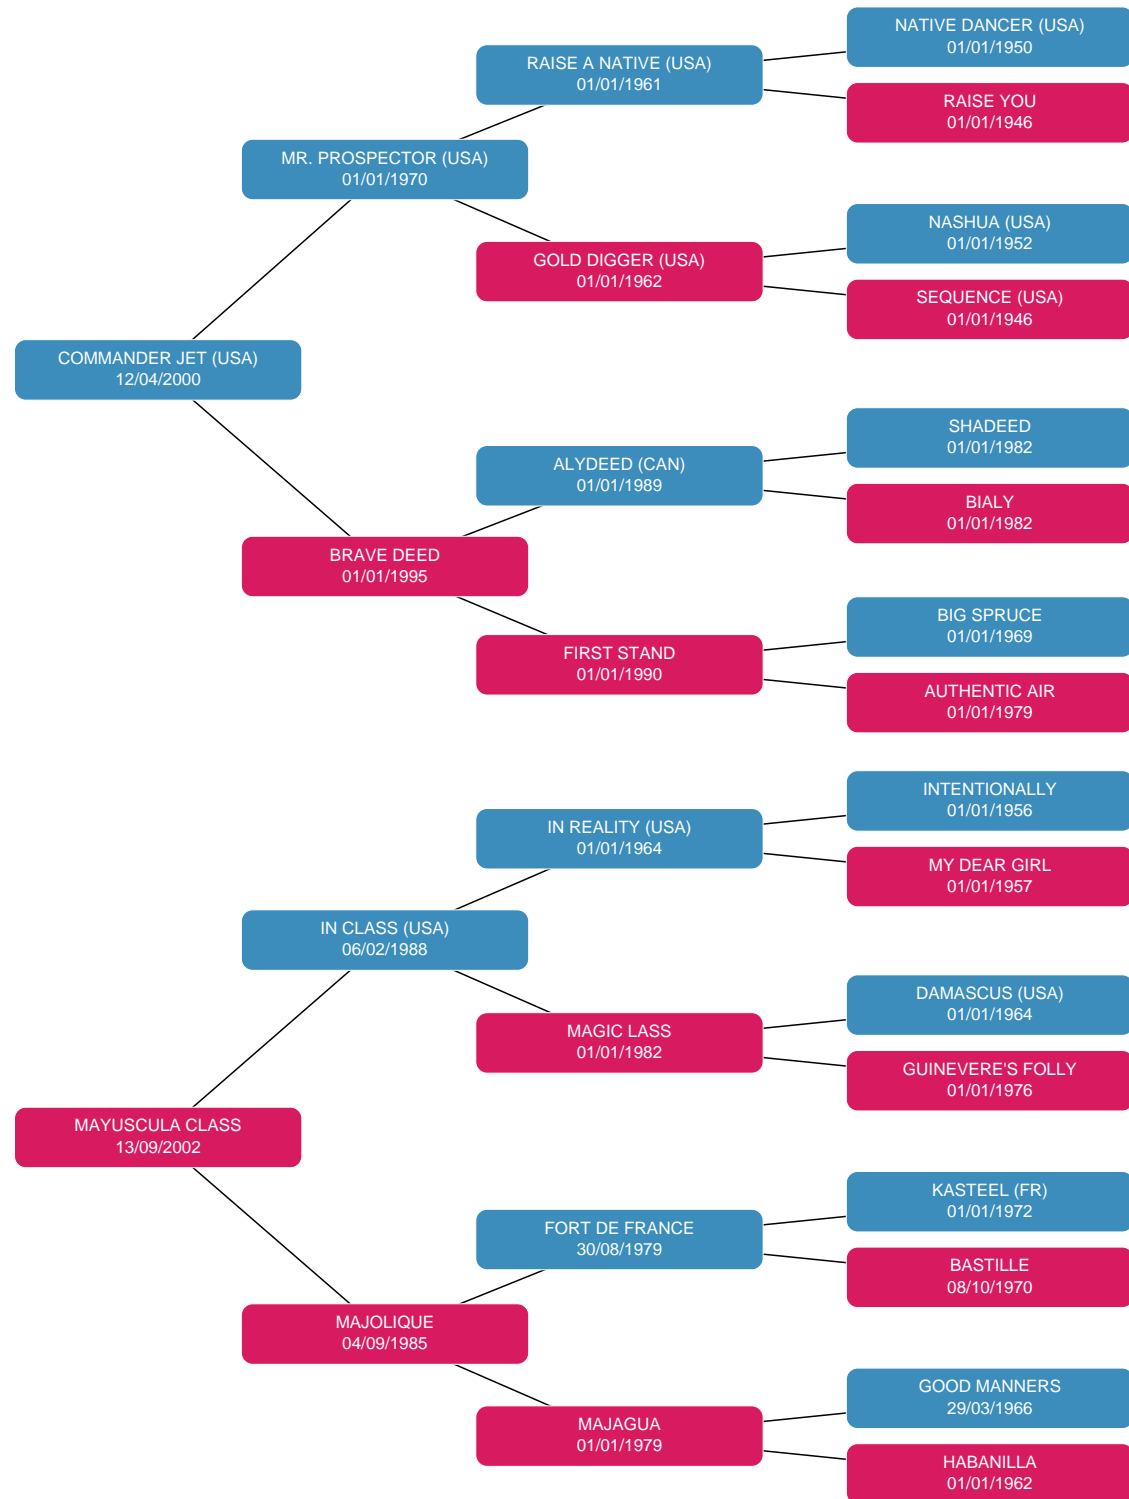 NATIVE DANCER (USA)
01/01/1950
RAISE A NATIVE (USA)
01/01/1961
RAISE YOU
01/01/1946
MR. PROSPECTOR (USA)
01/01/1970
NASHUA (USA)
01/01/1952
GOLD DIGGER (USA)
01/01/1962
SEQUENCE (USA)
01/01/1946
COMMANDER JET (USA)
12/04/2000
SHADEED
01/01/1982
ALYDEED (CAN)
01/01/1989
BIALY
01/01/1982
BRAVE DEED
01/01/1995
BIG SPRUCE
01/01/1969
FIRST STAND
01/01/1990
AUTHENTIC AIR
01/01/1979
INTENTIONALLY
01/01/1956
IN REALITY (USA)
01/01/1964
MY DEAR GIRL
01/01/1957
IN CLASS (USA)
06/02/1988
DAMASCUS (USA)
01/01/1964
MAGIC LASS
01/01/1982
GUINEVERE'S FOLLY
01/01/1976
MAYUSCULA CLASS
13/09/2002
KASTEEL (FR)
01/01/1972
FORT DE FRANCE
30/08/1979
BASTILLE
08/10/1970
MAJOLIQUE
04/09/1985
GOOD MANNERS
29/03/1966
MAJAGUA
01/01/1979
HABANILLA
01/01/1962